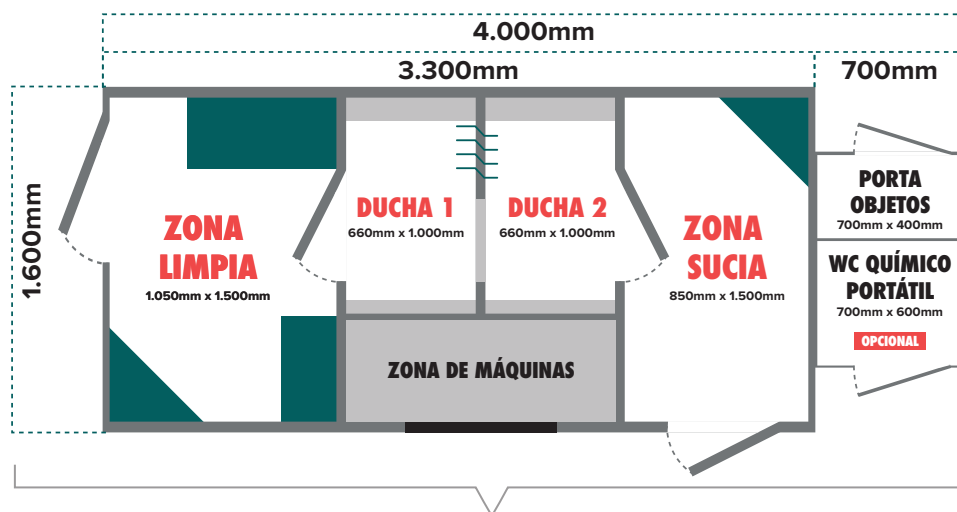 4.000mm
3.300mm
700mm
1.600mm
ZONA
LIMPIA
1.050mm x 1.500mm
DUCHA 1
660mm x 1.000mm
DUCHA 2
660mm x 1.000mm
ZONA
SUCIA
850mm x 1.500mm
PORTA
OBJETOS
700mm x 400mm
WC QUÍMICO
PORTÁTIL
700mm x 600mm
OPCIONAL
ZONA DE MÁQUINAS